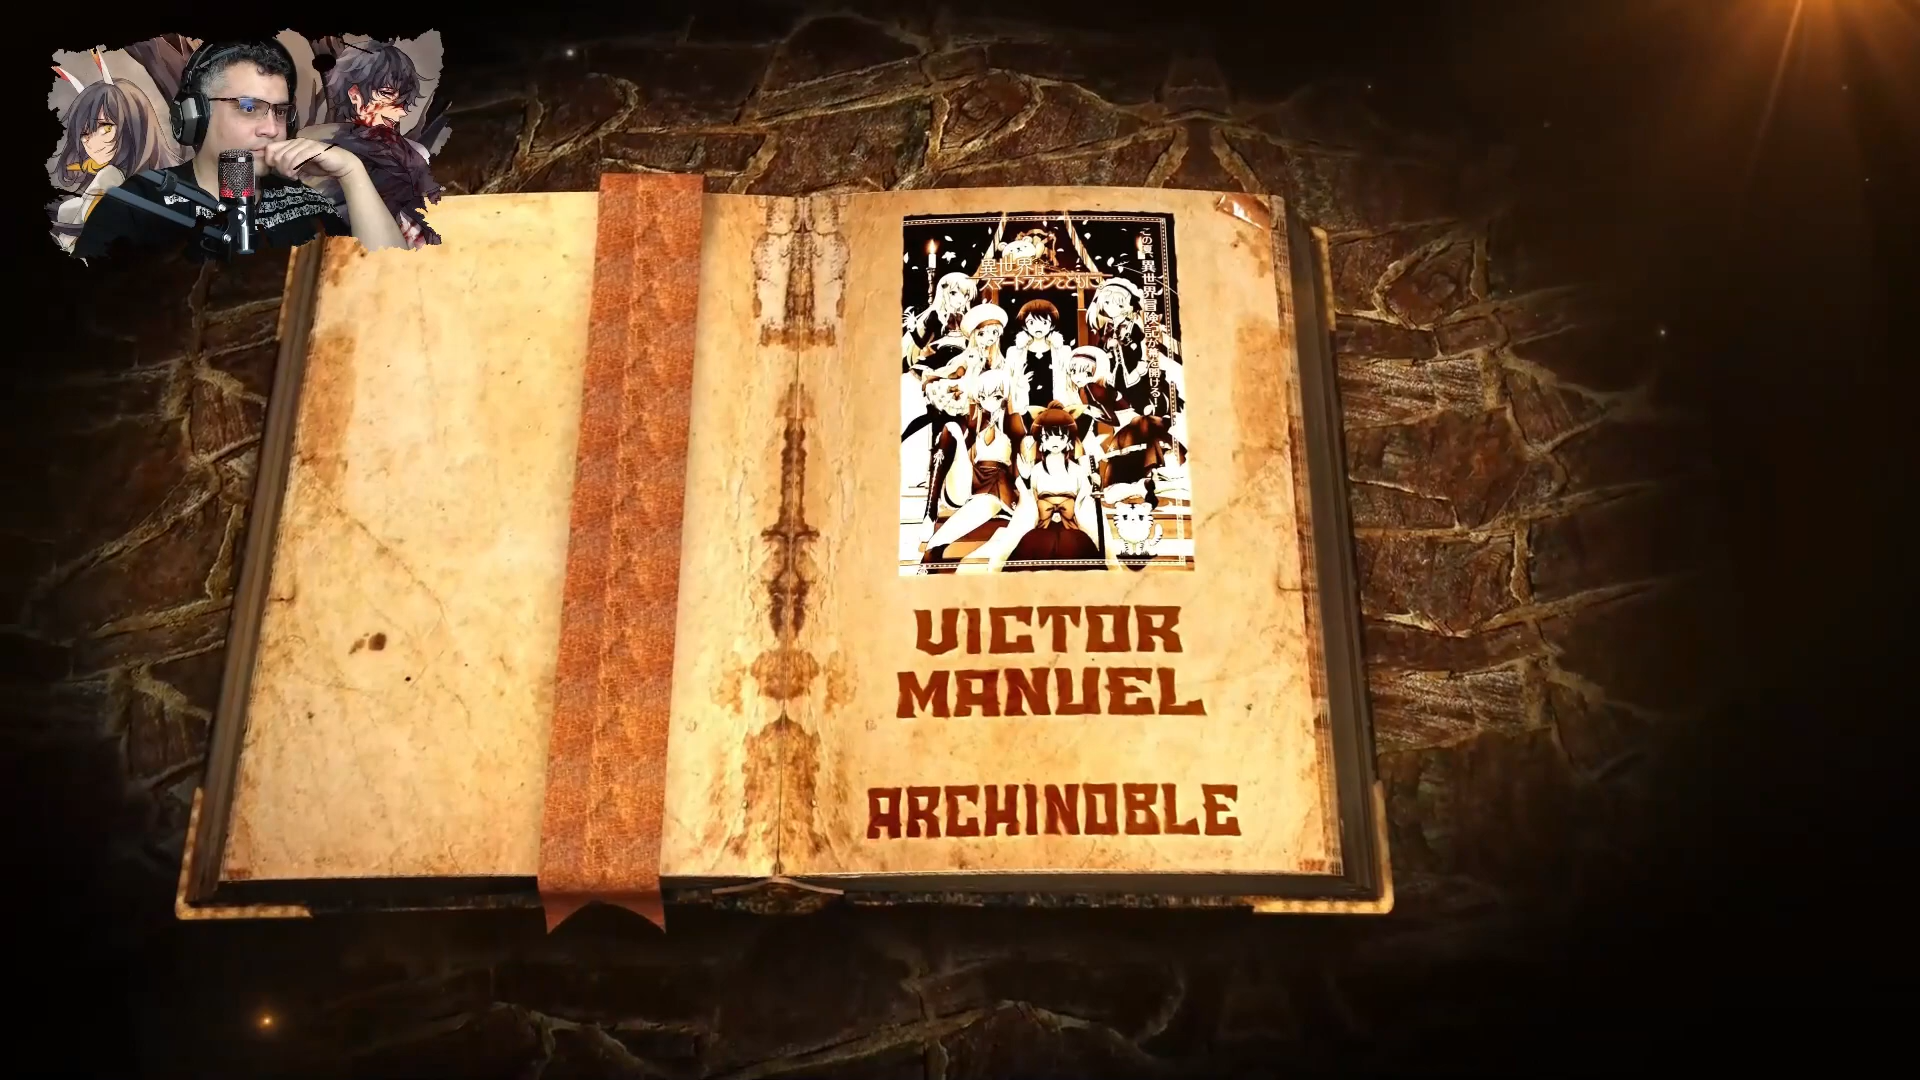 異世界は
スマートフォンとともに。
この夏、異世界冒険記が幕を開ける!
VICTOR
MANUEL
ARCHINOBLE